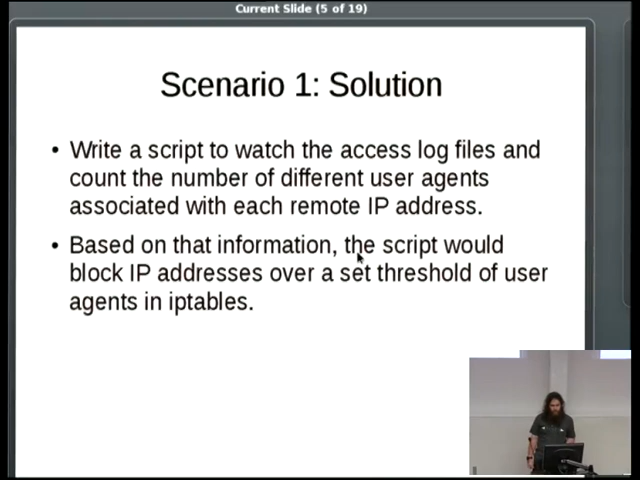 Current Slide (5 of 19)
Scenario 1: Solution
• Write a script to watch the access log files and
count the number of different user agents
associated with each remote IP address.
• Based on that information, the script would
block IP addresses over a set threshold of user
agents in iptables.